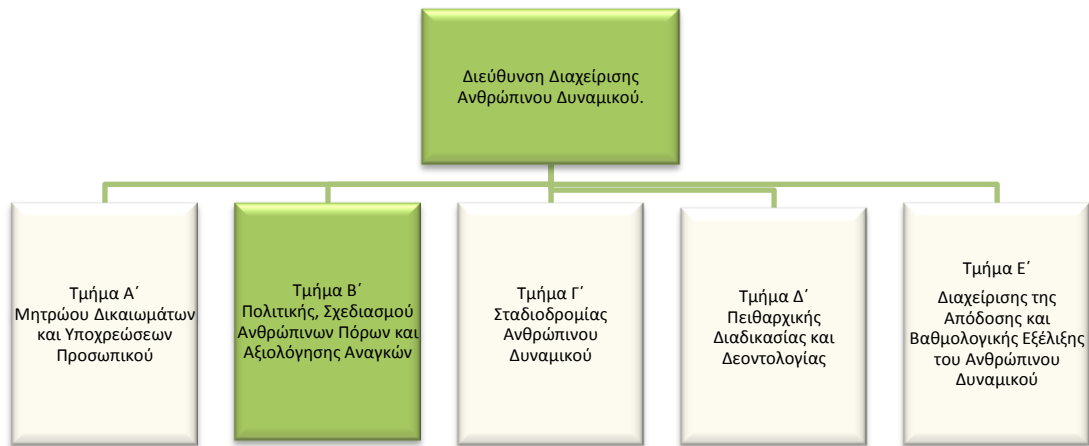 Διεύθυνση Διαχείρισης
Ανθρώπινου Δυναμικού.
Τμήμα Α΄
Μητρώου Δικαιωμάτων
και Υποχρεώσεων
Προσωπικού
Τμήμα Β΄
Πολιτικής, Σχεδιασμού
Ανθρώπινων Πόρων και
Αξιολόγησης Αναγκών
Τμήμα Γ΄
Σταδιοδρομίας
Ανθρώπινου
Δυναμικού
Τμήμα Δ΄
Πειθαρχικής
Διαδικασίας και
Δεοντολογίας
Τμήμα Ε΄
Διαχείρισης της
Απόδοσης και
Βαθμολογικής Εξέλιξης
του Ανθρώπινου
Δυναμικού